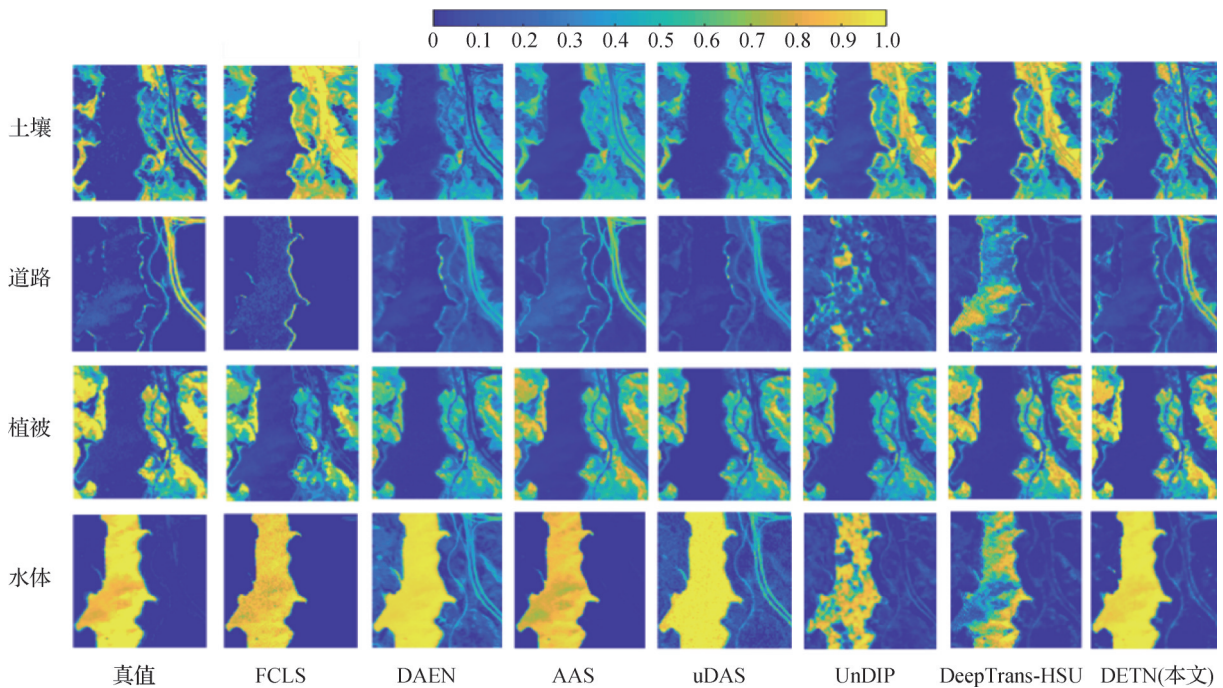 0 0.1 0.2 0.3 0.4 0.5 0.6 0.7 0.8 0.9 1.0
土壤
道路
植被
水体
真值 FCLS DAEN AAS uDAS UnDIP DeepTrans-HSU DETN(本文)